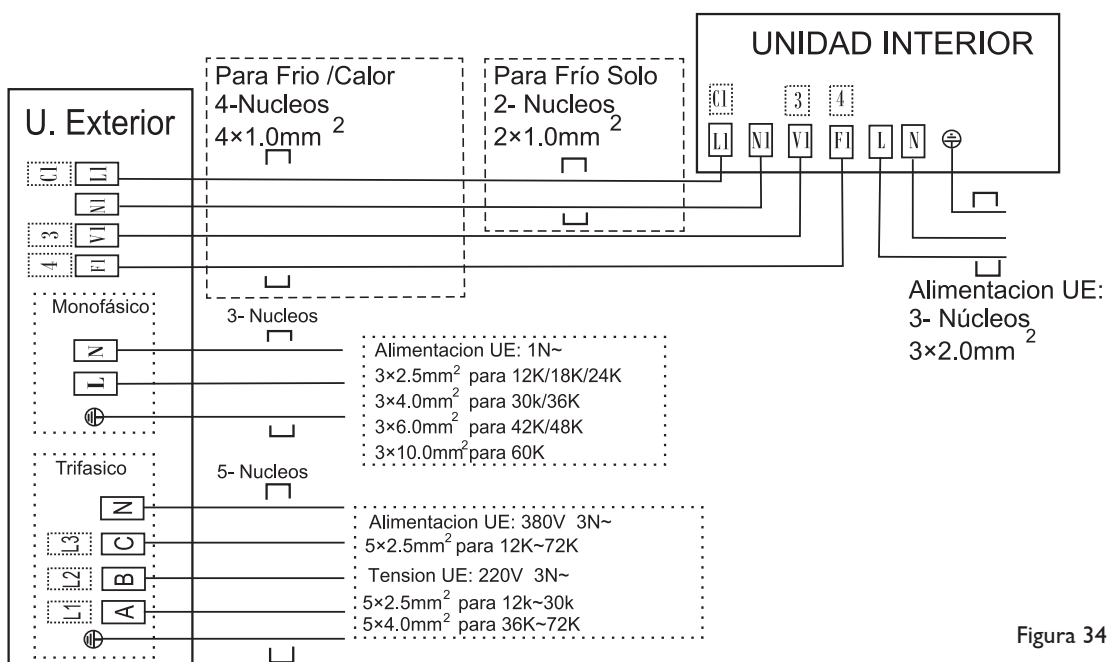 UNIDAD INTERIOR
C1 3 4
L1 N1 V1 F1 L N
Para Frio /Calor
4-Nucleos
4×1.0mm 2
Para Frío Solo
2- Nucleos
2×1.0mm 2
U. Exterior
C1 L1
N1
3 V1
4 F1
Alimentacion UE:
3- Núcleos
3×2.0mm 2
Monofásico
3- Nucleos
N
L
Alimentacion UE: 1N~
3×2.5mm2 para 12K/18K/24K
3×4.0mm2 para 30k/36K
3×6.0mm2 para 42K/48K
3×10.0mm2para 60K
Trifasico
5- Nucleos
N
L3 C
L2 B
L1 A
Alimentacion UE: 380V 3N~
5×2.5mm2 para 12K~72K
Tension UE: 220V 3N~
5×2.5mm2 para 12k~30k
5×4.0mm2 para 36K~72K
Figura 34